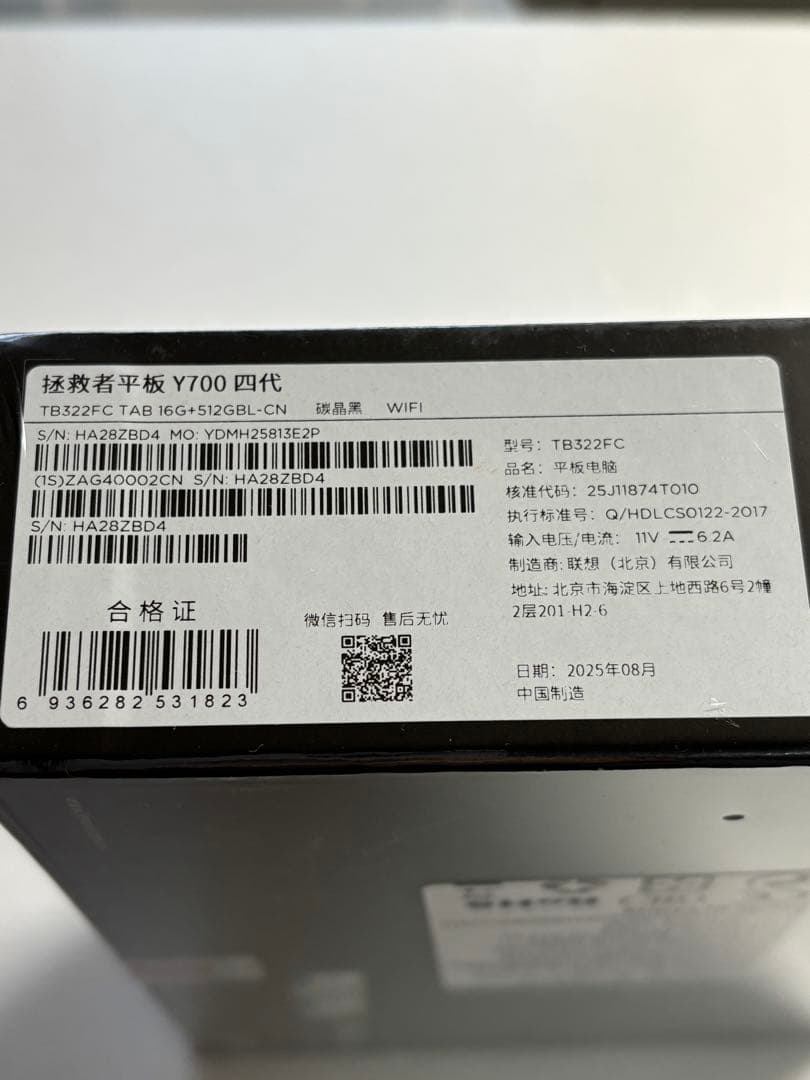 拯救者平板 Y700 四代
TB322FC TAB 16G+512GBL-CN 碳晶黑 WIFI
S/N: HA28ZBD4 MO: YDMH25813E2P
(1S)ZAG40002CN S/N: HA28ZBD4
S/N: HA28ZBD4
合格证
6 936282 531823
微信扫码 售后无忧
型号: TB322FC
品名: 平板电脑
核准代码: 25J11874T010
执行标准号: Q/HDLCS0122-2017
输入电压/电流: 11V 6.2A
制造商: 联想（北京）有限公司
地址: 北京市海淀区上地西路6号2幢
2层201-H2-6
日期: 2025年08月
中国制造